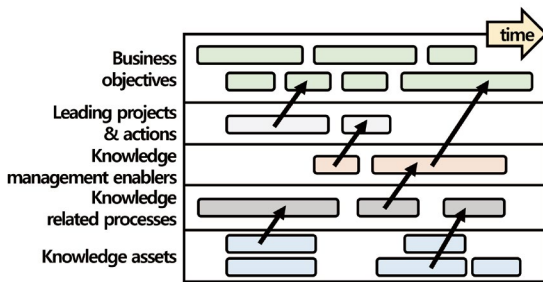 time
Business
objectives
Leading projects
& actions
Knowledge
management enablers
Knowledge
related processes
Knowledge assets